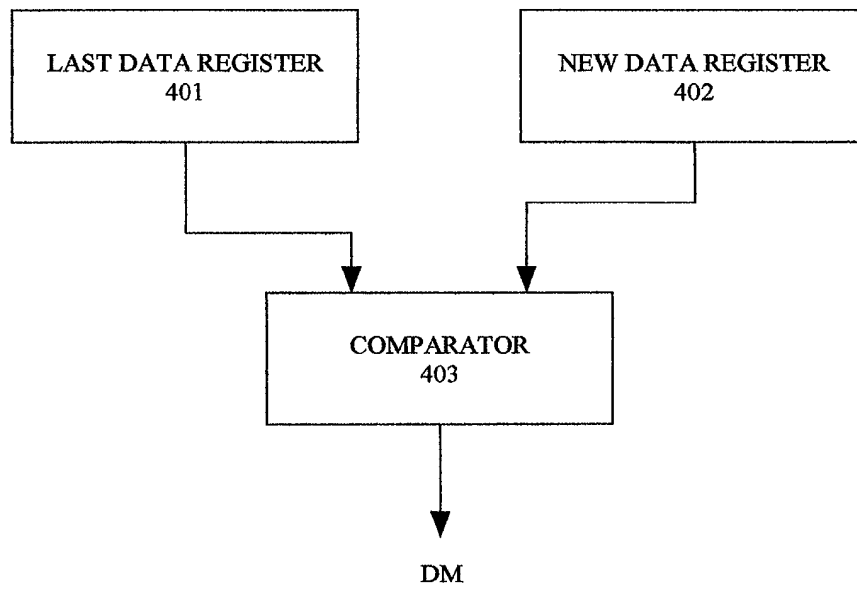 LAST DATA REGISTER
401
NEW DATA REGISTER
402
COMPARATOR
403
DM